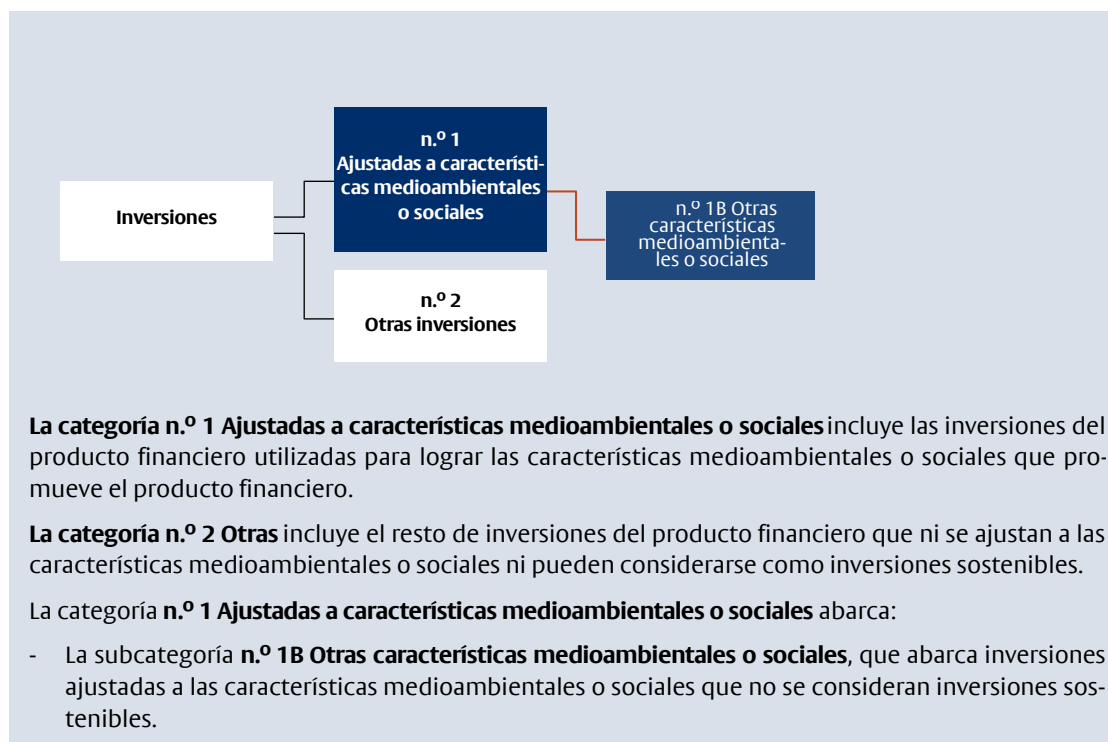 n.º 1
Ajustadas a característi-
cas medioambientales
o sociales
Inversiones
n.º 1B Otras
características
medioambienta-
les o sociales
n.º 2
Otras inversiones
La categoría n.º 1 Ajustadas a características medioambientales o sociales incluye las inversiones del
producto financiero utilizadas para lograr las características medioambientales o sociales que pro-
mueve el producto financiero.
La categoría n.º 2 Otras incluye el resto de inversiones del producto financiero que ni se ajustan a las
características medioambientales o sociales ni pueden considerarse como inversiones sostenibles.
La categoría n.º 1 Ajustadas a características medioambientales o sociales abarca:
- La subcategoría n.º 1B Otras características medioambientales o sociales, que abarca inversiones
ajustadas a las características medioambientales o sociales que no se consideran inversiones sos-
tenibles.